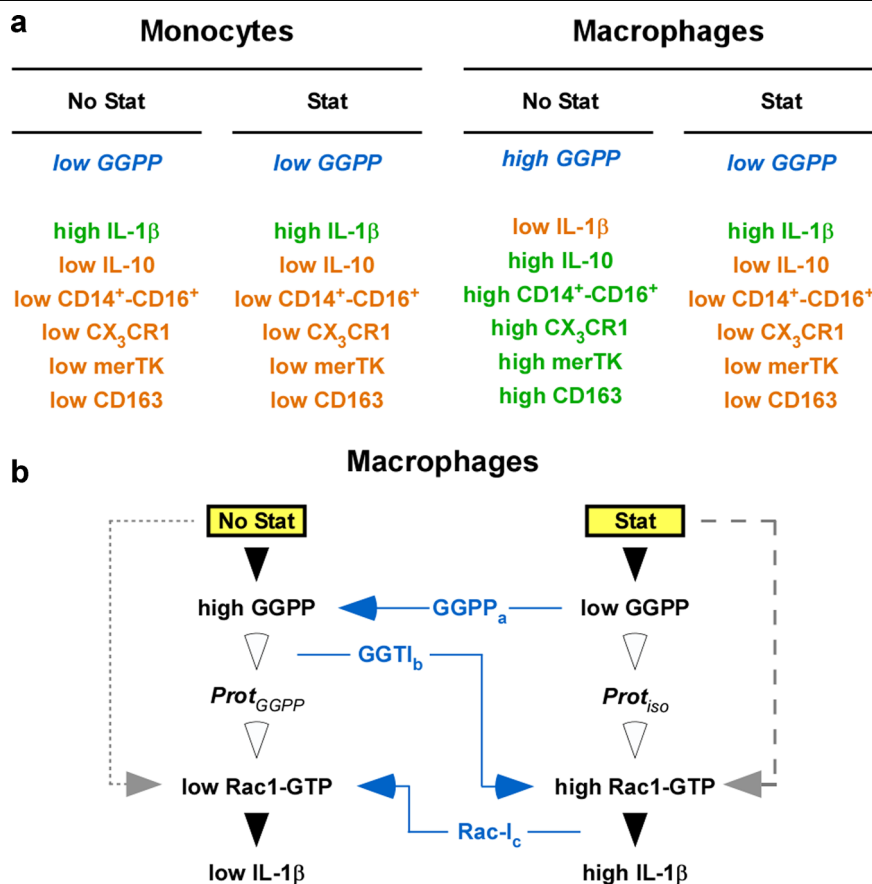 a
Monocytes Macrophages
No Stat Stat No Stat Stat
low GGPP low GGPP high GGPP low GGPP
high IL-1β high IL-1β low IL-1β high IL-1β
low IL-10 low IL-10 high IL-10 low IL-10
low CD14⁺-CD16⁺ low CD14⁺-CD16⁺ high CD14⁺-CD16⁺ low CD14⁺-CD16⁺
low CX₃CR1 low CX₃CR1 high CX₃CR1 low CX₃CR1
low merTK low merTK high merTK low merTK
low CD163 low CD163 high CD163 low CD163
b
Macrophages
No Stat Stat
high GGPP GGPPa low GGPP
GGTIb
ProtGGPP Protiso
low Rac1-GTP high Rac1-GTP
Rac-Ic
low IL-1β high IL-1β